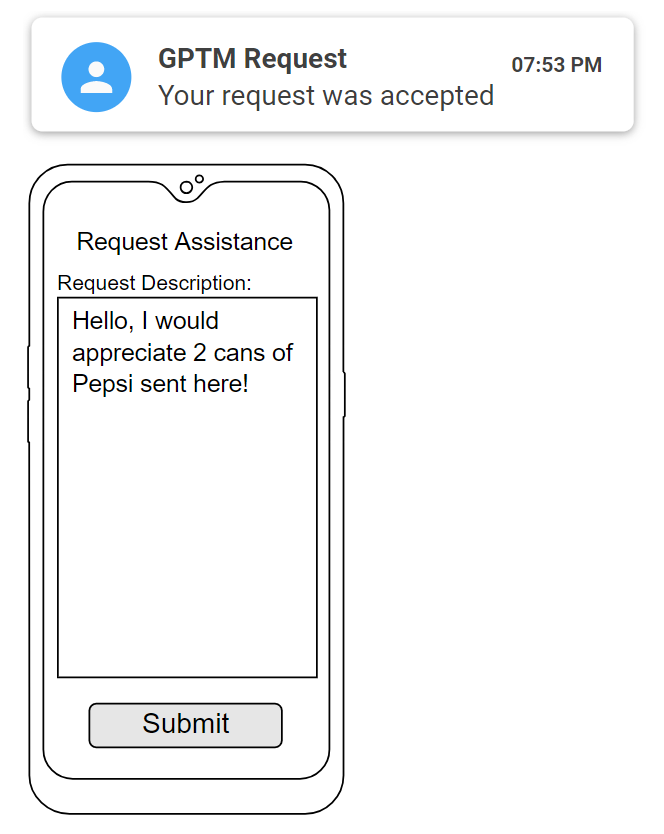 GPTM Request
07:53 PM
Your request was accepted
Request Assistance
Request Description:
Hello, I would
appreciate 2 cans of
Pepsi sent here!
Submit